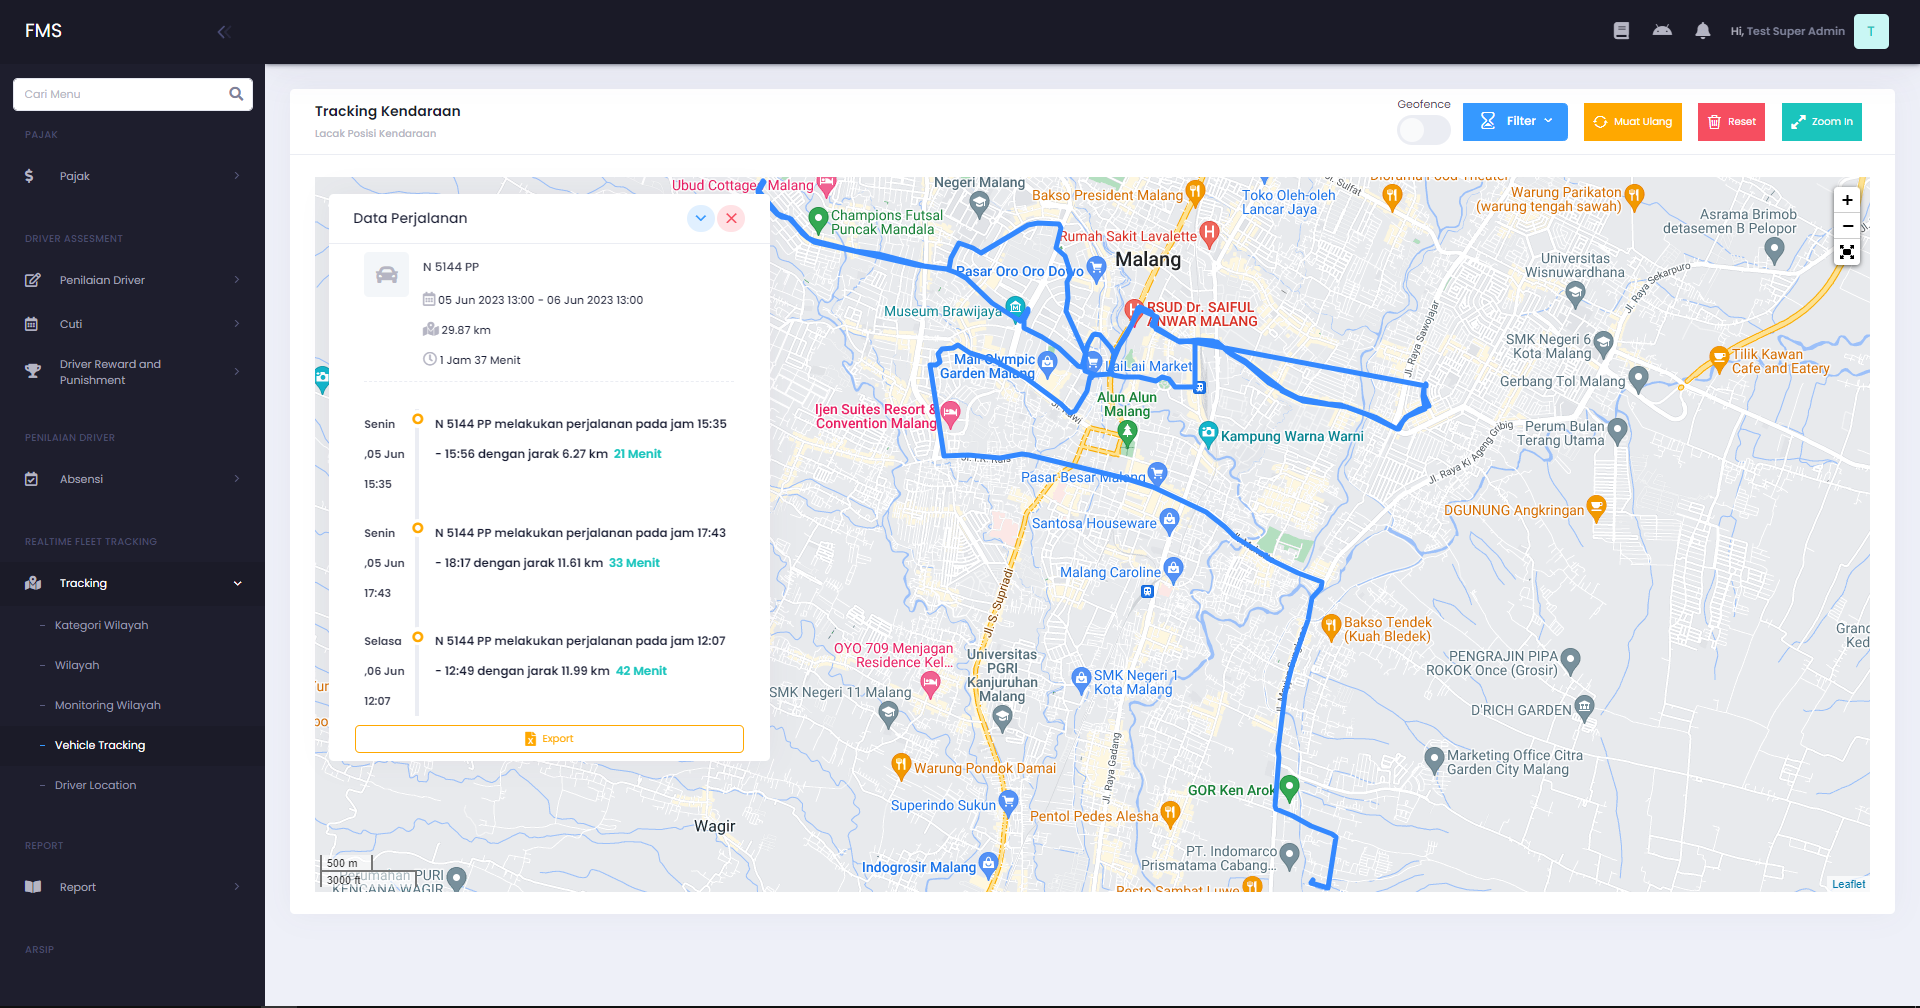 FMS
Hi, Test Super Admin
T
Cari Menu
PAJAK
Pajak
DRIVER ASSESMENT
Penilaian Driver
Cuti
Driver Reward and
Punishment
PENILAIAN DRIVER
Absensi
REALTIME FLEET TRACKING
Tracking
Kategori Wilayah
Wilayah
Monitoring Wilayah
Vehicle Tracking
Driver Location
REPORT
Report
ARSIP
Tracking Kendaraan
Lacak Posisi Kendaraan
Geofence
Filter
Muat Ulang
Reset
Zoom In
Data Perjalanan
N 5144 PP
05 Jun 2023 13:00 - 06 Jun 2023 13:00
29.87 km
1 Jam 37 Menit
Senin
,05 Jun
15:35
N 5144 PP melakukan perjalanan pada jam 15:35
- 15:56 dengan jarak 6.27 km 21 Menit
Senin
,05 Jun
17:43
N 5144 PP melakukan perjalanan pada jam 17:43
- 18:17 dengan jarak 11.61 km 33 Menit
Selasa
,06 Jun
12:07
N 5144 PP melakukan perjalanan pada jam 12:07
- 12:49 dengan jarak 11.99 km 42 Menit
Export
Ubud Cottages Malang
Champions Futsal
Puncak Mandala
Negeri Malang
Bakso President Malang
Toko Oleh-oleh
Lancar Jaya
Jl. Sulfat
Diorama Food Theater
Warung Parikaton
(warung tengah sawah)
Asrama Brimob
detasemen B Pelopor
Rumah Sakit Lavalette
Malang
Universitas
Wisnuwardhana
Jl. Raya Sekarpuro
Pasar Oro Oro Dowo
Museum Brawijaya
RSUD Dr. SAIFUL
ANWAR MALANG
Jl. Raya Sawojajar
SMK Negeri 6
Kota Malang
Tilik Kawan
Cafe and Eatery
Mall Olympic
Garden Malang
LaiLai Market
Gerbang Tol Malang
Alun Alun
Malang
Jl. Kawi
Ijen Suites Resort &
Convention Malang
Kampung Warna Warni
Perum Bulan
Terang Utama
Jl. Raya Ki Ageng Gribig
Pasar Besar Malang
DGUNUNG Angkringan
Santosa Houseware
Malang Caroline
Jl. S. Supriadi
Bakso Tendek
(Kuah Bledek)
OYO 709 Menjagan
Residence Kel...
Universitas
PGRI
Kanjuruhan
Malang
SMK Negeri 11 Malang
SMK Negeri 1
Kota Malang
PENGRAJIN PIPA
ROKOK Once (Grosir)
D'RICH GARDEN
Marketing Office Citra
Garden City Malang
Jl. Raya Gadang
Warung Pondok Damai
GOR Ken Arok
Superindo Sukun
Pentol Pedes Alesha
Wagir
PT. Indomarco
Prismatama Cabang...
Indogrosir Malang
Resto Sambat Luwe
500 m
3000 ft
Perumahan PURI
KENCANA WAGIR
+
−
Leaflet